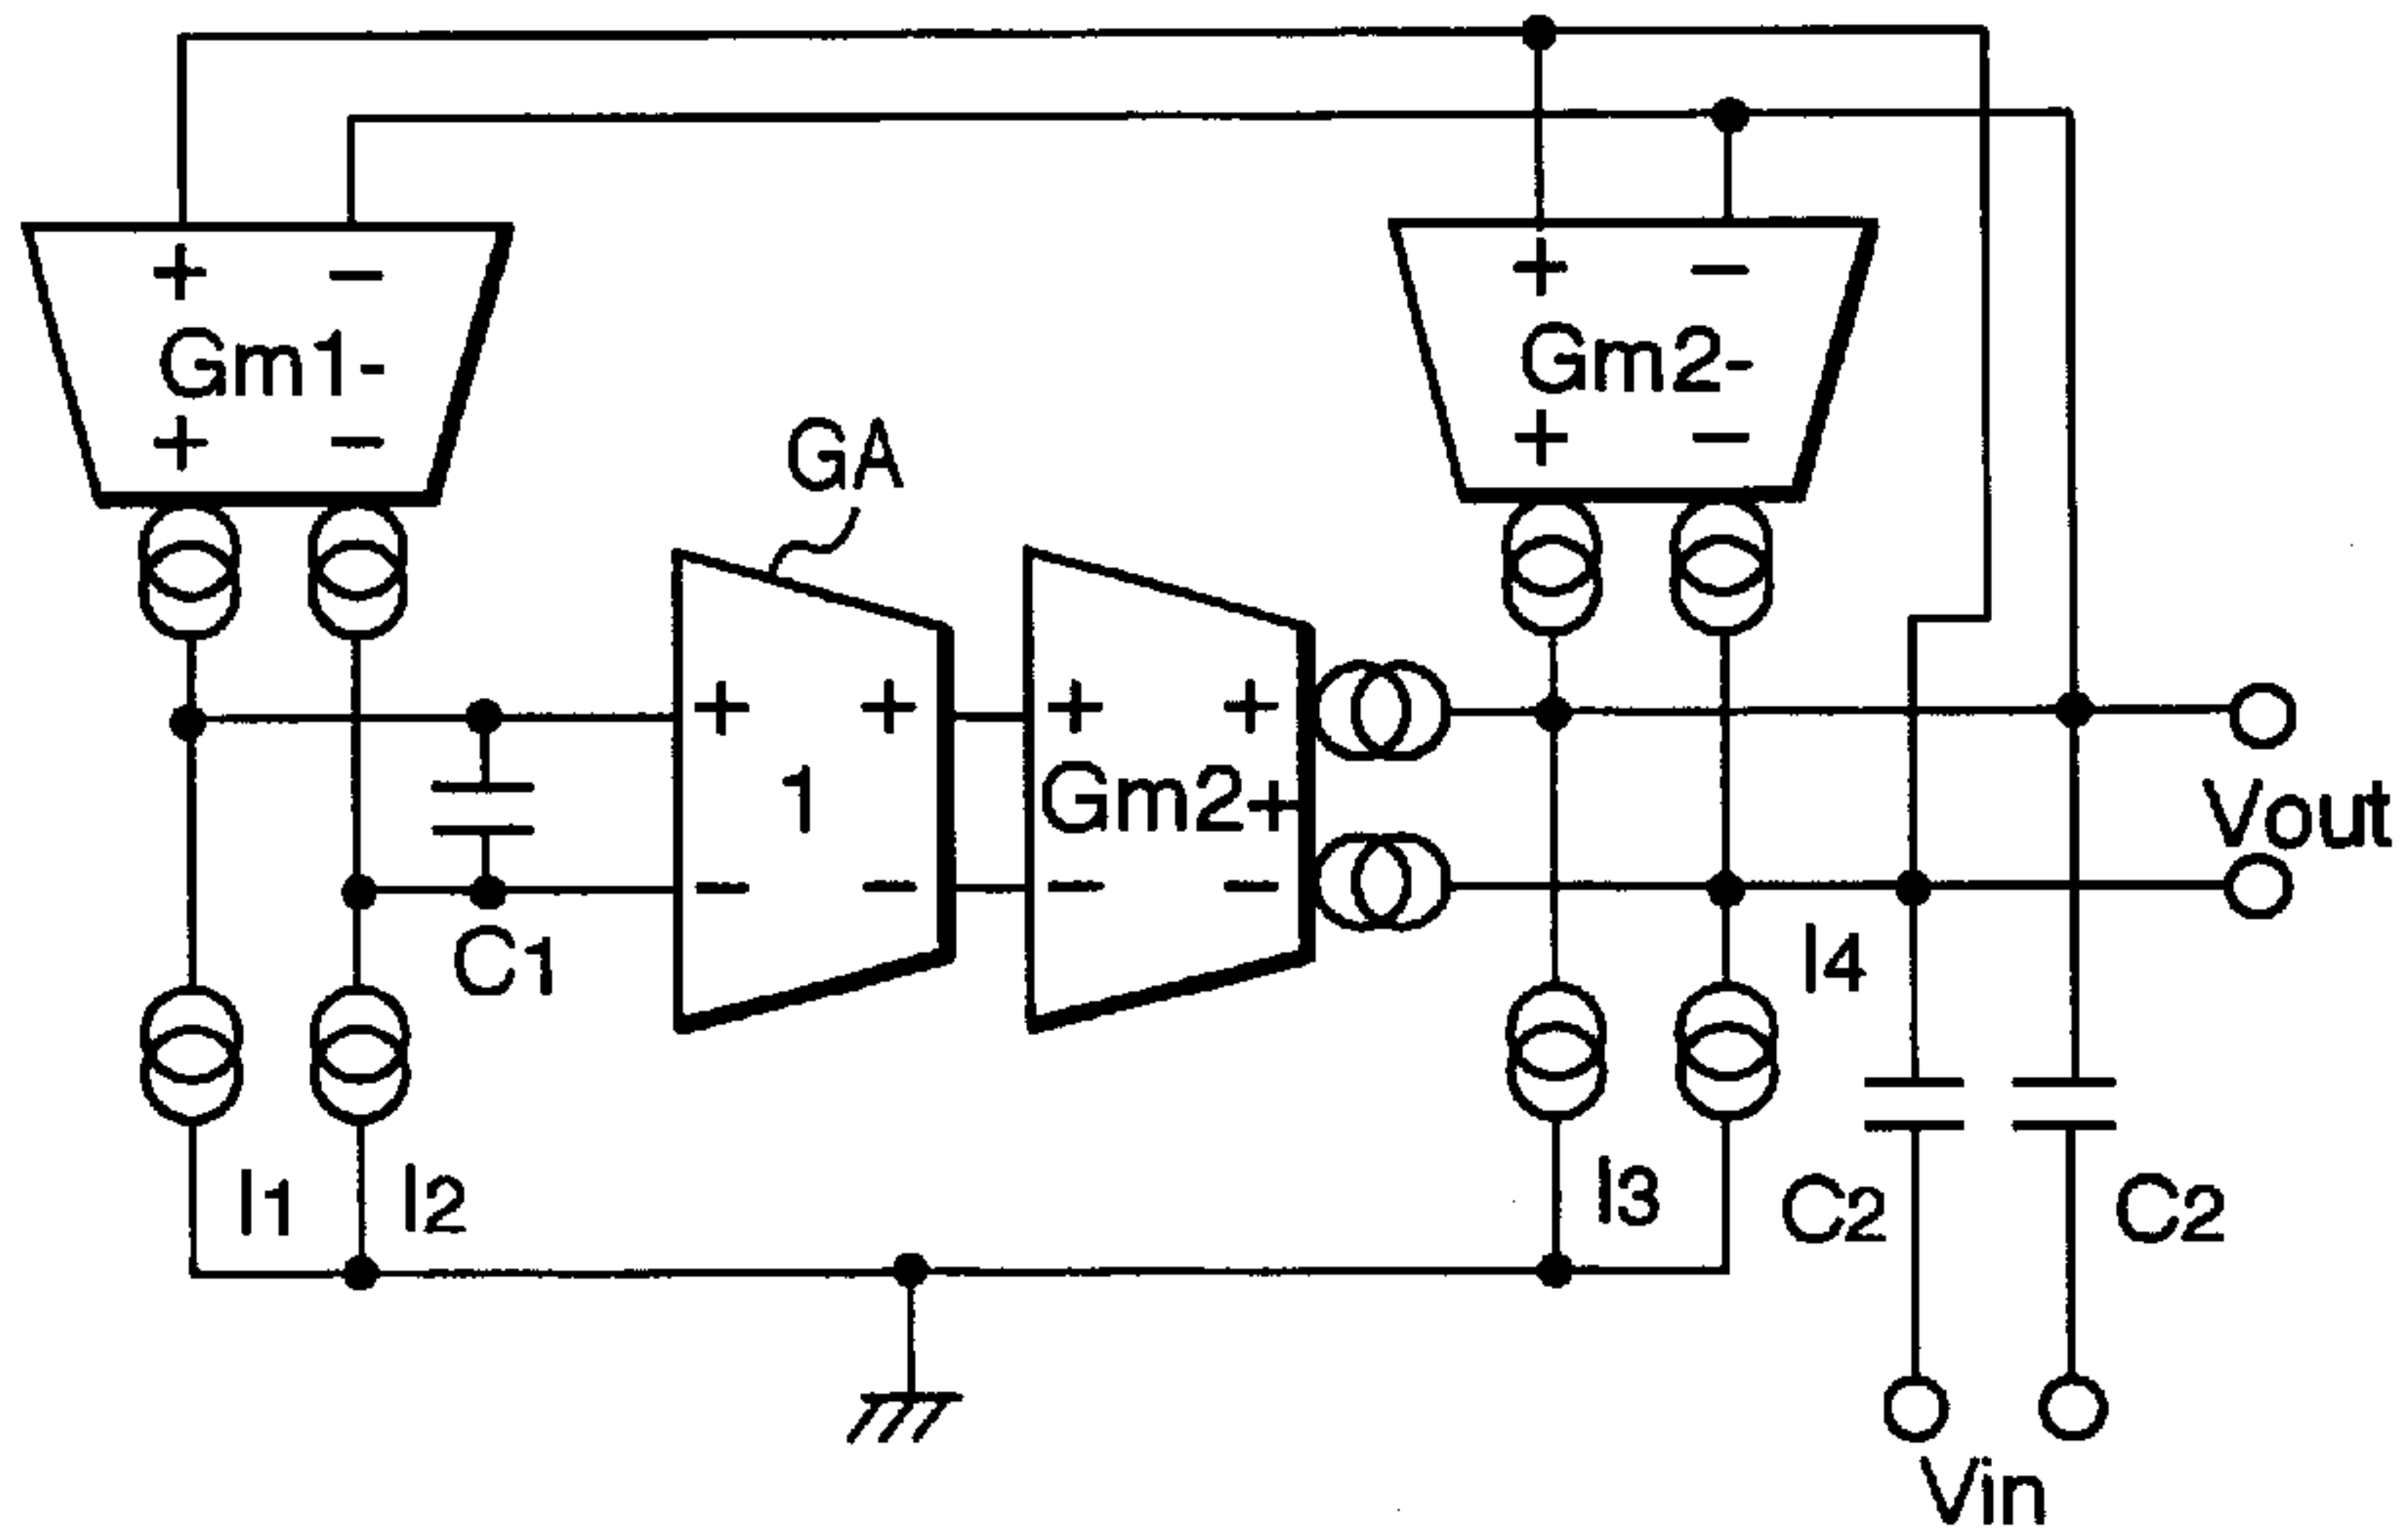 + −
Gm1-
+ −
+ −
Gm2-
+ −
GA
+ +
1
− −
+ +
Gm2+
− −
C1
Vout
I4
I1
I2
I3
C2
C2
Vin